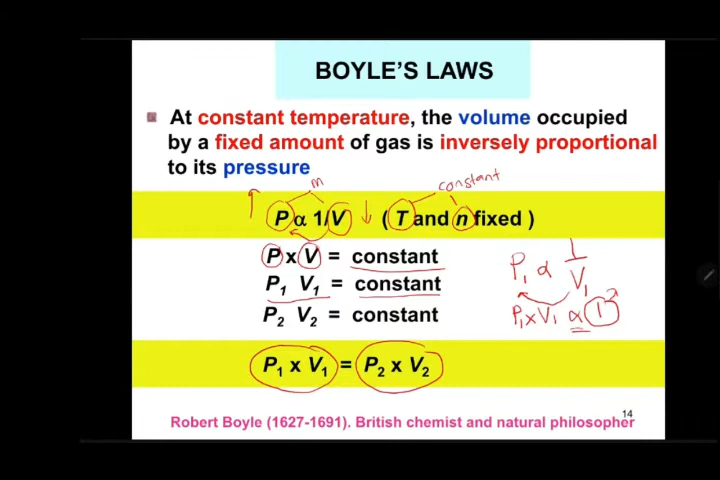 BOYLE'S LAWS
At constant temperature, the volume occupied
by a fixed amount of gas is inversely proportional
to its pressure
m
constant
P α 1/V ↓ ( T and n fixed )
P x V = constant
P₁ V₁ = constant
P₂ V₂ = constant
P₁ α 1/V₁
P₁xV₁ α 1
P₁ x V₁ = P₂ x V₂
14
Robert Boyle (1627-1691). British chemist and natural philosopher